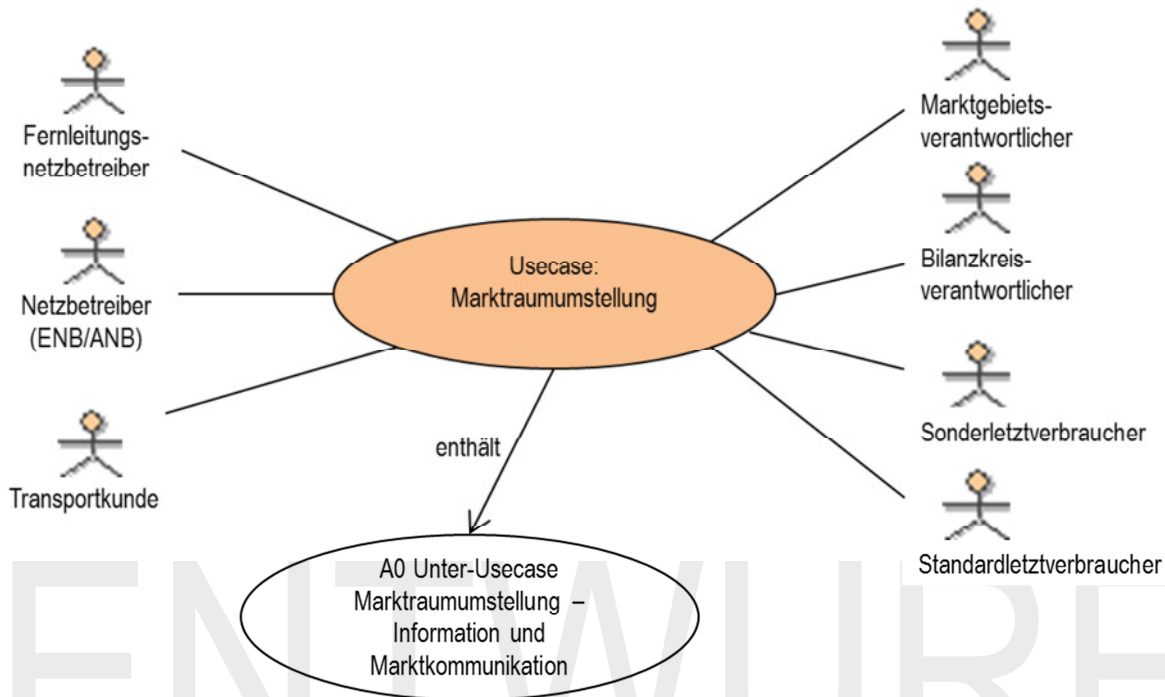 Fernleitungs-
netzbetreiber
Netzbetreiber
(ENB/ANB)
Transportkunde
Usecase:
Marktraumumstellung
enthält
A0 Unter-Usecase
Marktraumumstellung –
Information und
Marktkommunikation
Marktgebiets-
verantwortlicher
Bilanzkreis-
verantwortlicher
Sonderletztverbraucher
Standardletztverbraucher
ENTWURF